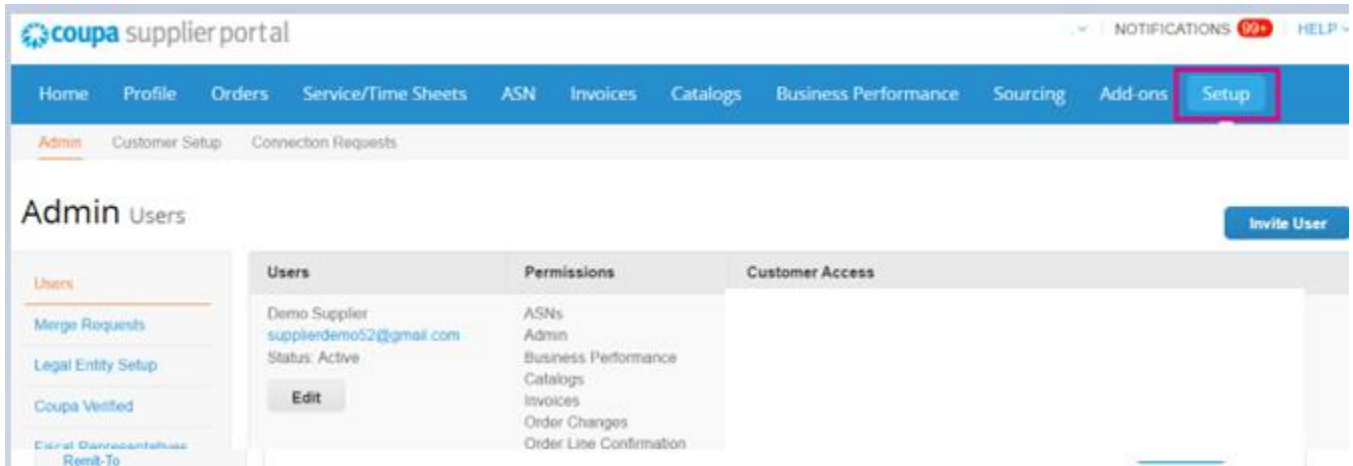 coupa supplier portal
NOTIFICATIONS 99+ HELP
Home Profile Orders Service/Time Sheets ASN Invoices Catalogs Business Performance Sourcing Add-ons Setup
Admin Customer Setup Connection Requests
Admin Users
Invite User
Users
Merge Requests
Legal Entity Setup
Coupa Verified
Fiscal Representatives
Remit-To
Users Permissions Customer Access
Demo Supplier
supplierdemo52@gmail.com
Status: Active
Edit
ASNs
Admin
Business Performance
Catalogs
Invoices
Order Changes
Order Line Confirmation